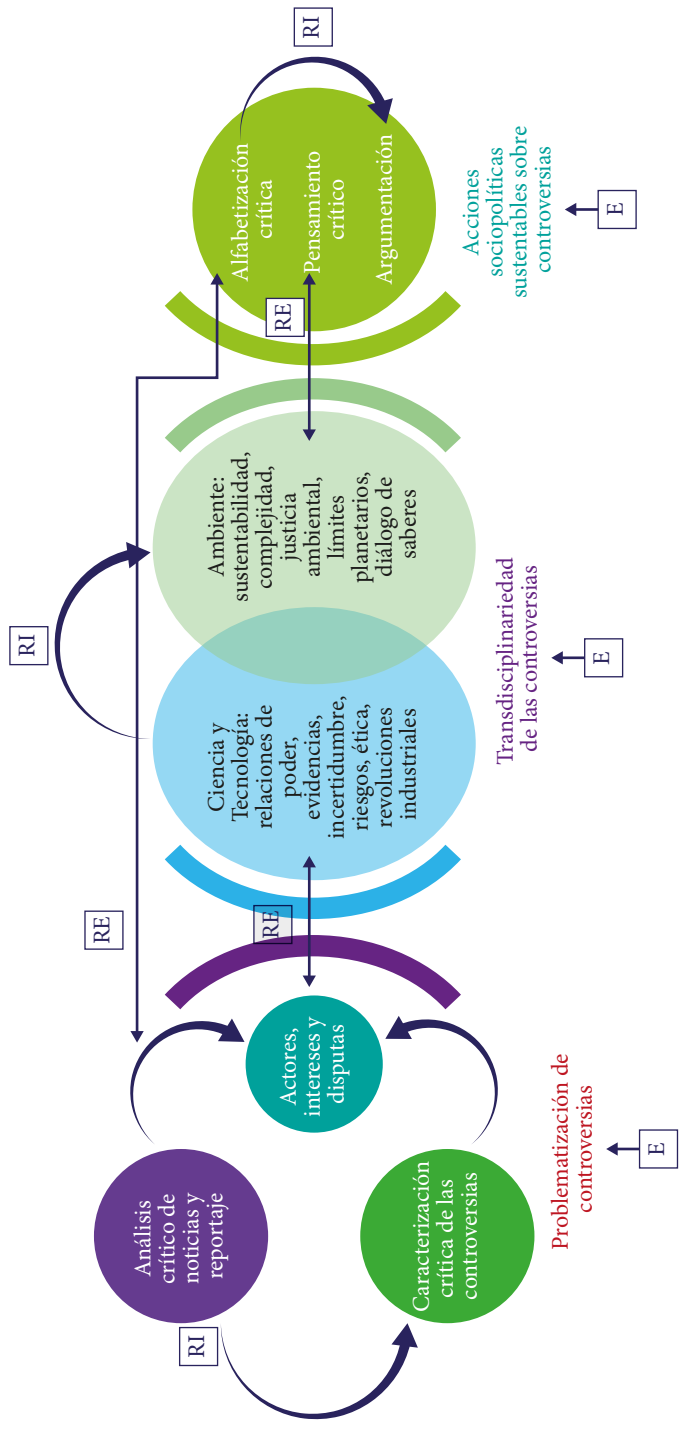 RI
Análisis
crítico de
noticias y
reportaje
Caracterización
crítica de las
controversias
Actores,
intereses y
disputas
Problematización de
controversias
E
RE
RE
RI
Ciencia y
Tecnología:
relaciones de
poder,
evidencias,
incertidumbre,
riesgos, ética,
revoluciones
industriales
Ambiente:
sustentabilidad,
complejidad,
justicia
ambiental,
límites
planetarios,
diálogo de
saberes
Transdisciplinariedad
de las controversias
E
RE
RI
Alfabetización
crítica
Pensamiento
crítico
Argumentación
Acciones
sociopolíticas
sustentables sobre
controversias
E